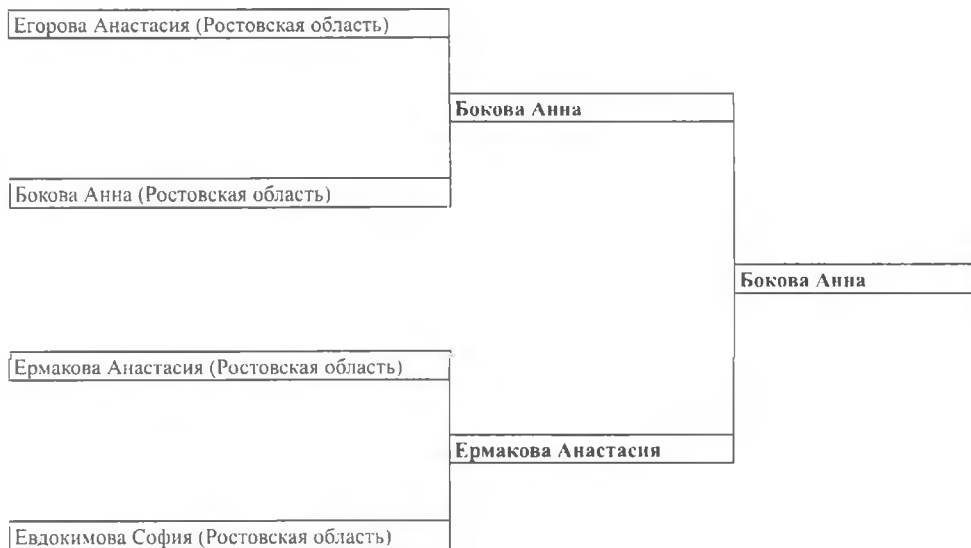 Егорова Анастасия (Ростовская область)
Бокова Анна
Бокова Анна (Ростовская область)
Бокова Анна
Ермакова Анастасия (Ростовская область)
Ермакова Анастасия
Евдокимова София (Ростовская область)